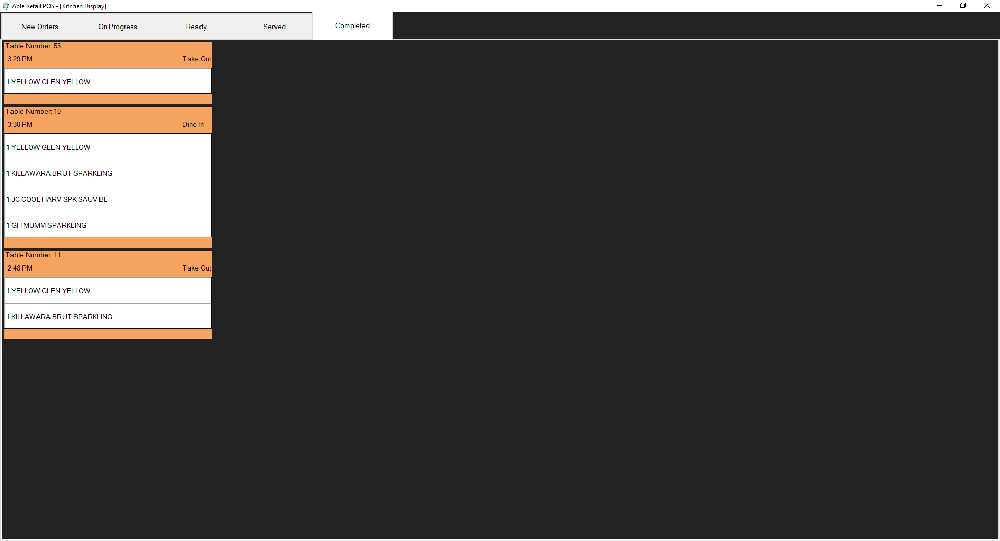 Able Retail POS - [Kitchen Display]
New Orders On Progress Ready Served Completed
Table Number: 55
3:29 PM Take Out
1 YELLOW GLEN YELLOW
Table Number: 10
3:30 PM Dine In
1 YELLOW GLEN YELLOW
1 KILLAWARA BRUT SPARKLING
1 JC COOL HARV SPK SAUV BL
1 GH MUMM SPARKLING
Table Number: 11
2:48 PM Take Out
1 YELLOW GLEN YELLOW
1 KILLAWARA BRUT SPARKLING